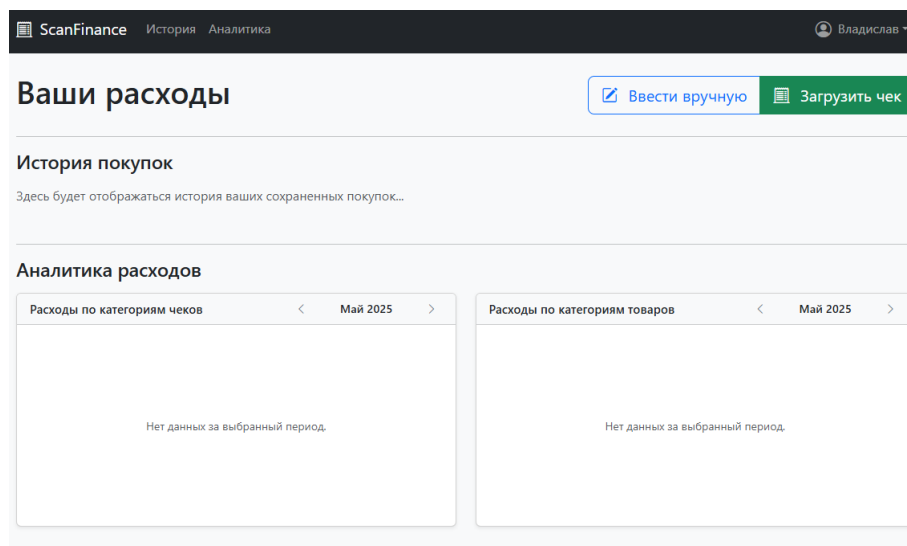 ScanFinance История Аналитика Владислав
Ваши расходы Ввести вручную Загрузить чек
История покупок
Здесь будет отображаться история ваших сохраненных покупок...
Аналитика расходов
Расходы по категориям чеков < Май 2025 > Расходы по категориям товаров < Май 2025 >
Нет данных за выбранный период. Нет данных за выбранный период.